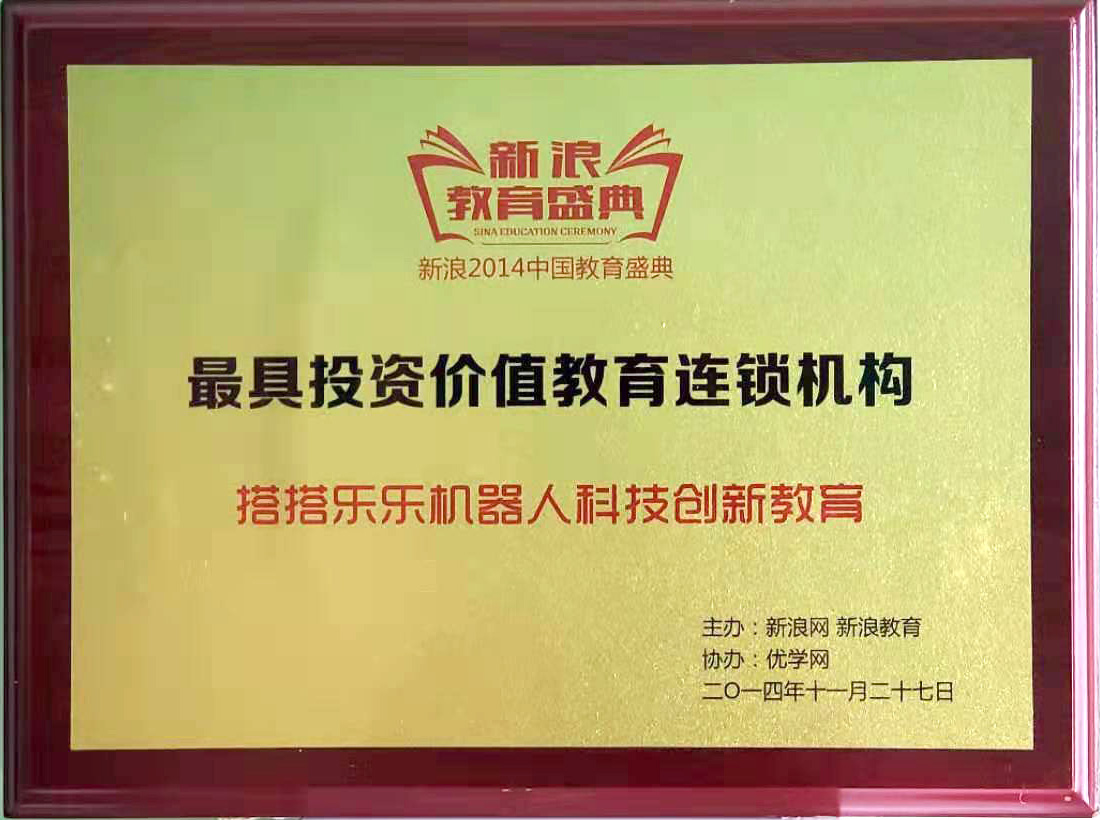 新浪
教育盛典
SINA EDUCATION CEREMONY
新浪2014中国教育盛典
最具投资价值教育连锁机构
搭搭乐乐机器人科技创新教育
主办：新浪网 新浪教育
协办：优学网
二〇一四年十一月二十七日